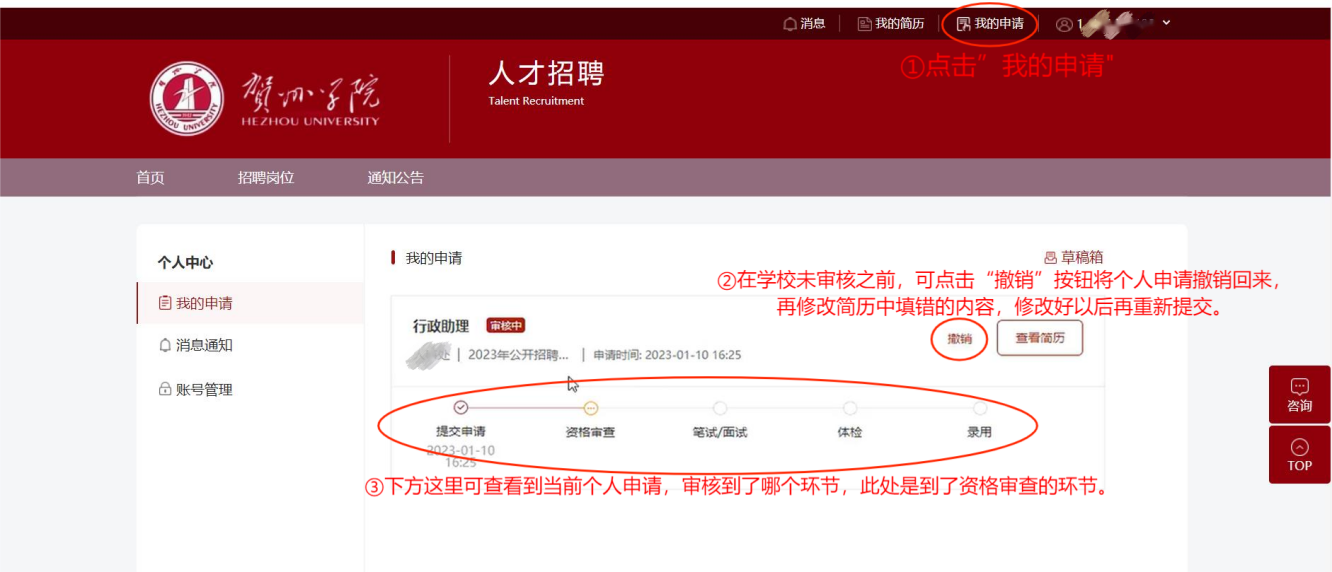 消息
我的简历
我的申请
1
①点击”我的申请"
贺州学院
HEZHOU UNIVERSITY
人才招聘
Talent Recruitment
首页
招聘岗位
通知公告
个人中心
我的申请
消息通知
账号管理
我的申请
草稿箱
②在学校未审核之前，可点击“撤销”按钮将个人申请撤销回来，
再修改简历中填错的内容，修改好以后再重新提交。
行政助理
审核中
处 | 2023年公开招聘... | 申请时间: 2023-01-10 16:25
撤销
查看简历
提交申请
2023-01-10
16:25
资格审查
笔试/面试
体检
录用
③下方这里可查看到当前个人申请，审核到了哪个环节，此处是到了资格审查的环节。
咨询
TOP